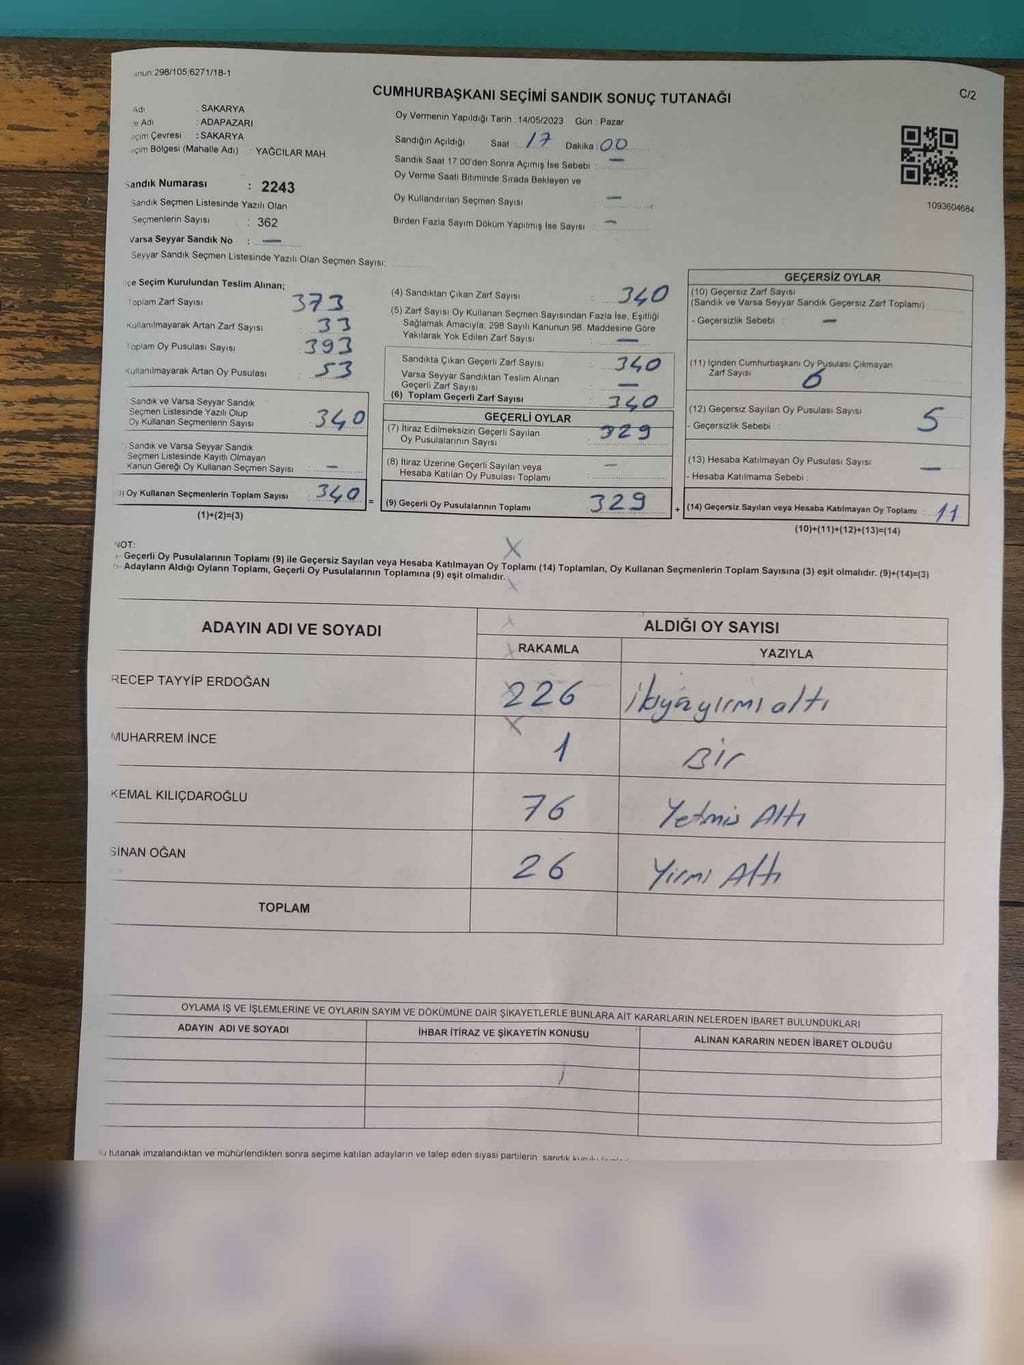 anun:298/105;6271/18-1
C/2
CUMHURBAŞKANI SEÇİMİ SANDIK SONUÇ TUTANAĞI
Adı : SAKARYA
e Adı : ADAPAZARI
eçim Çevresi : SAKARYA
eçim Bölgesi (Mahalle Adı) : YAĞCILAR MAH.
Sandık Numarası : 2243
Sandık Seçmen Listesinde Yazılı Olan
Seçmenlerin Sayısı : 362
Varsa Seyyar Sandık No : —
Seyyar Sandık Seçmen Listesinde Yazılı Olan Seçmen Sayısı:
Oy Vermenin Yapıldığı Tarih : 14/05/2023 Gün : Pazar
Sandığın Açıldığı Saat : 17 Dakika : 00
Sandık Saat 17:00'den Sonra Açımış İse Sebebi : —
Oy Verme Saati Bitiminde Sırada Bekleyen ve
Oy Kullandırılan Seçmen Sayısı : —
Birden Fazla Sayım Döküm Yapılmış İse Sayısı : —
1093604684
çe Seçim Kurulundan Teslim Alınan;
Toplam Zarf Sayısı : 373
Kullanılmayarak Artan Zarf Sayısı : 33
Toplam Oy Pusulası Sayısı : 393
Kullanılmayarak Artan Oy Pusulası : 53
Sandık ve Varsa Seyyar Sandık
Seçmen Listesinde Yazılı Olup
Oy Kullanan Seçmenlerin Sayısı : 340
Sandık ve Varsa Seyyar Sandık
Seçmen Listesinde Kayıtlı Olmayan
Kanun Gereği Oy Kullanan Seçmen Sayısı : —
) Oy Kullanan Seçmenlerin Toplam Sayısı : 340 =
(1)+(2)=(3)
(4) Sandıktan Çıkan Zarf Sayısı : 340
(5) Zarf Sayısı Oy Kullanan Seçmen Sayısından Fazla İse, Eşitliği
Sağlamak Amacıyla; 298 Sayılı Kanunun 98. Maddesine Göre
Yakılarak Yok Edilen Zarf Sayısı : —
Sandıkta Çıkan Geçerli Zarf Sayısı : 340
Varsa Seyyar Sandıktan Teslim Alınan
Geçerli Zarf Sayısı : —
(6) Toplam Geçerli Zarf Sayısı : 340
GEÇERLİ OYLAR
(7) İtiraz Edilmeksizin Geçerli Sayılan
Oy Pusulalarının Sayısı : 329
(8) İtiraz Üzerine Geçerli Sayılan veya
Hesaba Katılan Oy Pusulası Toplamı : —
(9) Geçerli Oy Pusulalarının Toplamı : 329 +
GEÇERSİZ OYLAR
(10) Geçersiz Zarf Sayısı
(Sandık ve Varsa Seyyar Sandık Geçersiz Zarf Toplamı)
- Geçersizlik Sebebi : —
(11) İçinden Cumhurbaşkanı Oy Pusulası Çıkmayan
Zarf Sayısı : 6
(12) Geçersiz Sayılan Oy Pusulası Sayısı : 5
- Geçersizlik Sebebi :
(13) Hesaba Katılmayan Oy Pusulası Sayısı : —
- Hesaba Katılmama Sebebi :
(14) Geçersiz Sayılan veya Hesaba Katılmayan Oy Toplamı : 11
(10)+(11)+(12)+(13)=(14)
NOT:
- Geçerli Oy Pusulalarının Toplamı (9) ile Geçersiz Sayılan veya Hesaba Katılmayan Oy Toplamı (14) Toplamları, Oy Kullanan Seçmenlerin Toplam Sayısına (3) eşit olmalıdır. (9)+(14)=(3)
- Adayların Aldığı Oyların Toplamı, Geçerli Oy Pusulalarının Toplamına (9) eşit olmalıdır.
ADAYIN ADI VE SOYADI ALDIĞI OY SAYISI
RAKAMLA YAZIYLA
RECEP TAYYİP ERDOĞAN 226 ikiyüzyirmi altı
MUHARREM İNCE 1 Bir
KEMAL KILIÇDAROĞLU 76 Yetmis Altı
SİNAN OĞAN 26 Yirmi Altı
TOPLAM
OYLAMA İŞ VE İŞLEMLERİNE VE OYLARIN SAYIM VE DÖKÜMÜNE DAİR ŞİKAYETLERLE BUNLARA AİT KARARLARIN NELERDEN İBARET BULUNDUKLARI
ADAYIN ADI VE SOYADI İHBAR İTİRAZ VE ŞİKAYETİN KONUSU ALINAN KARARIN NEDEN İBARET OLDUĞU
tutanak imzalandıktan ve mühürlendikten sonra seçime katılan adayların ve talep eden siyasi partilerin sandık